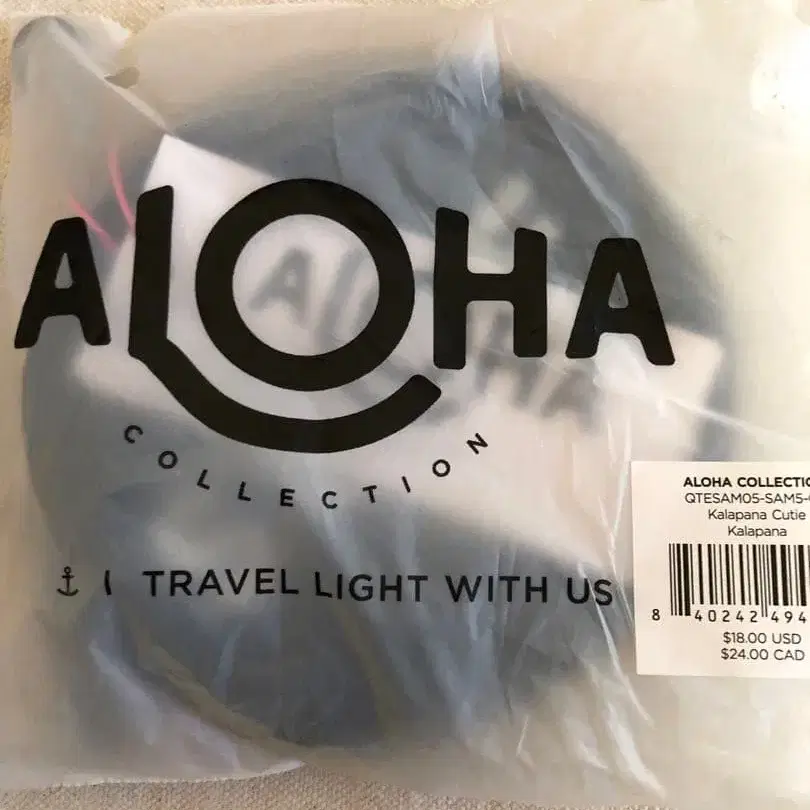 ALOHA
COLLECTION
TRAVEL LIGHT WITH US
ALOHA
ALOHA COLLECTIO
QTESAM05-SAM5-
Kalapana Cutie
Kalapana
8 40242 494
$18.00 USD
$24.00 CAD